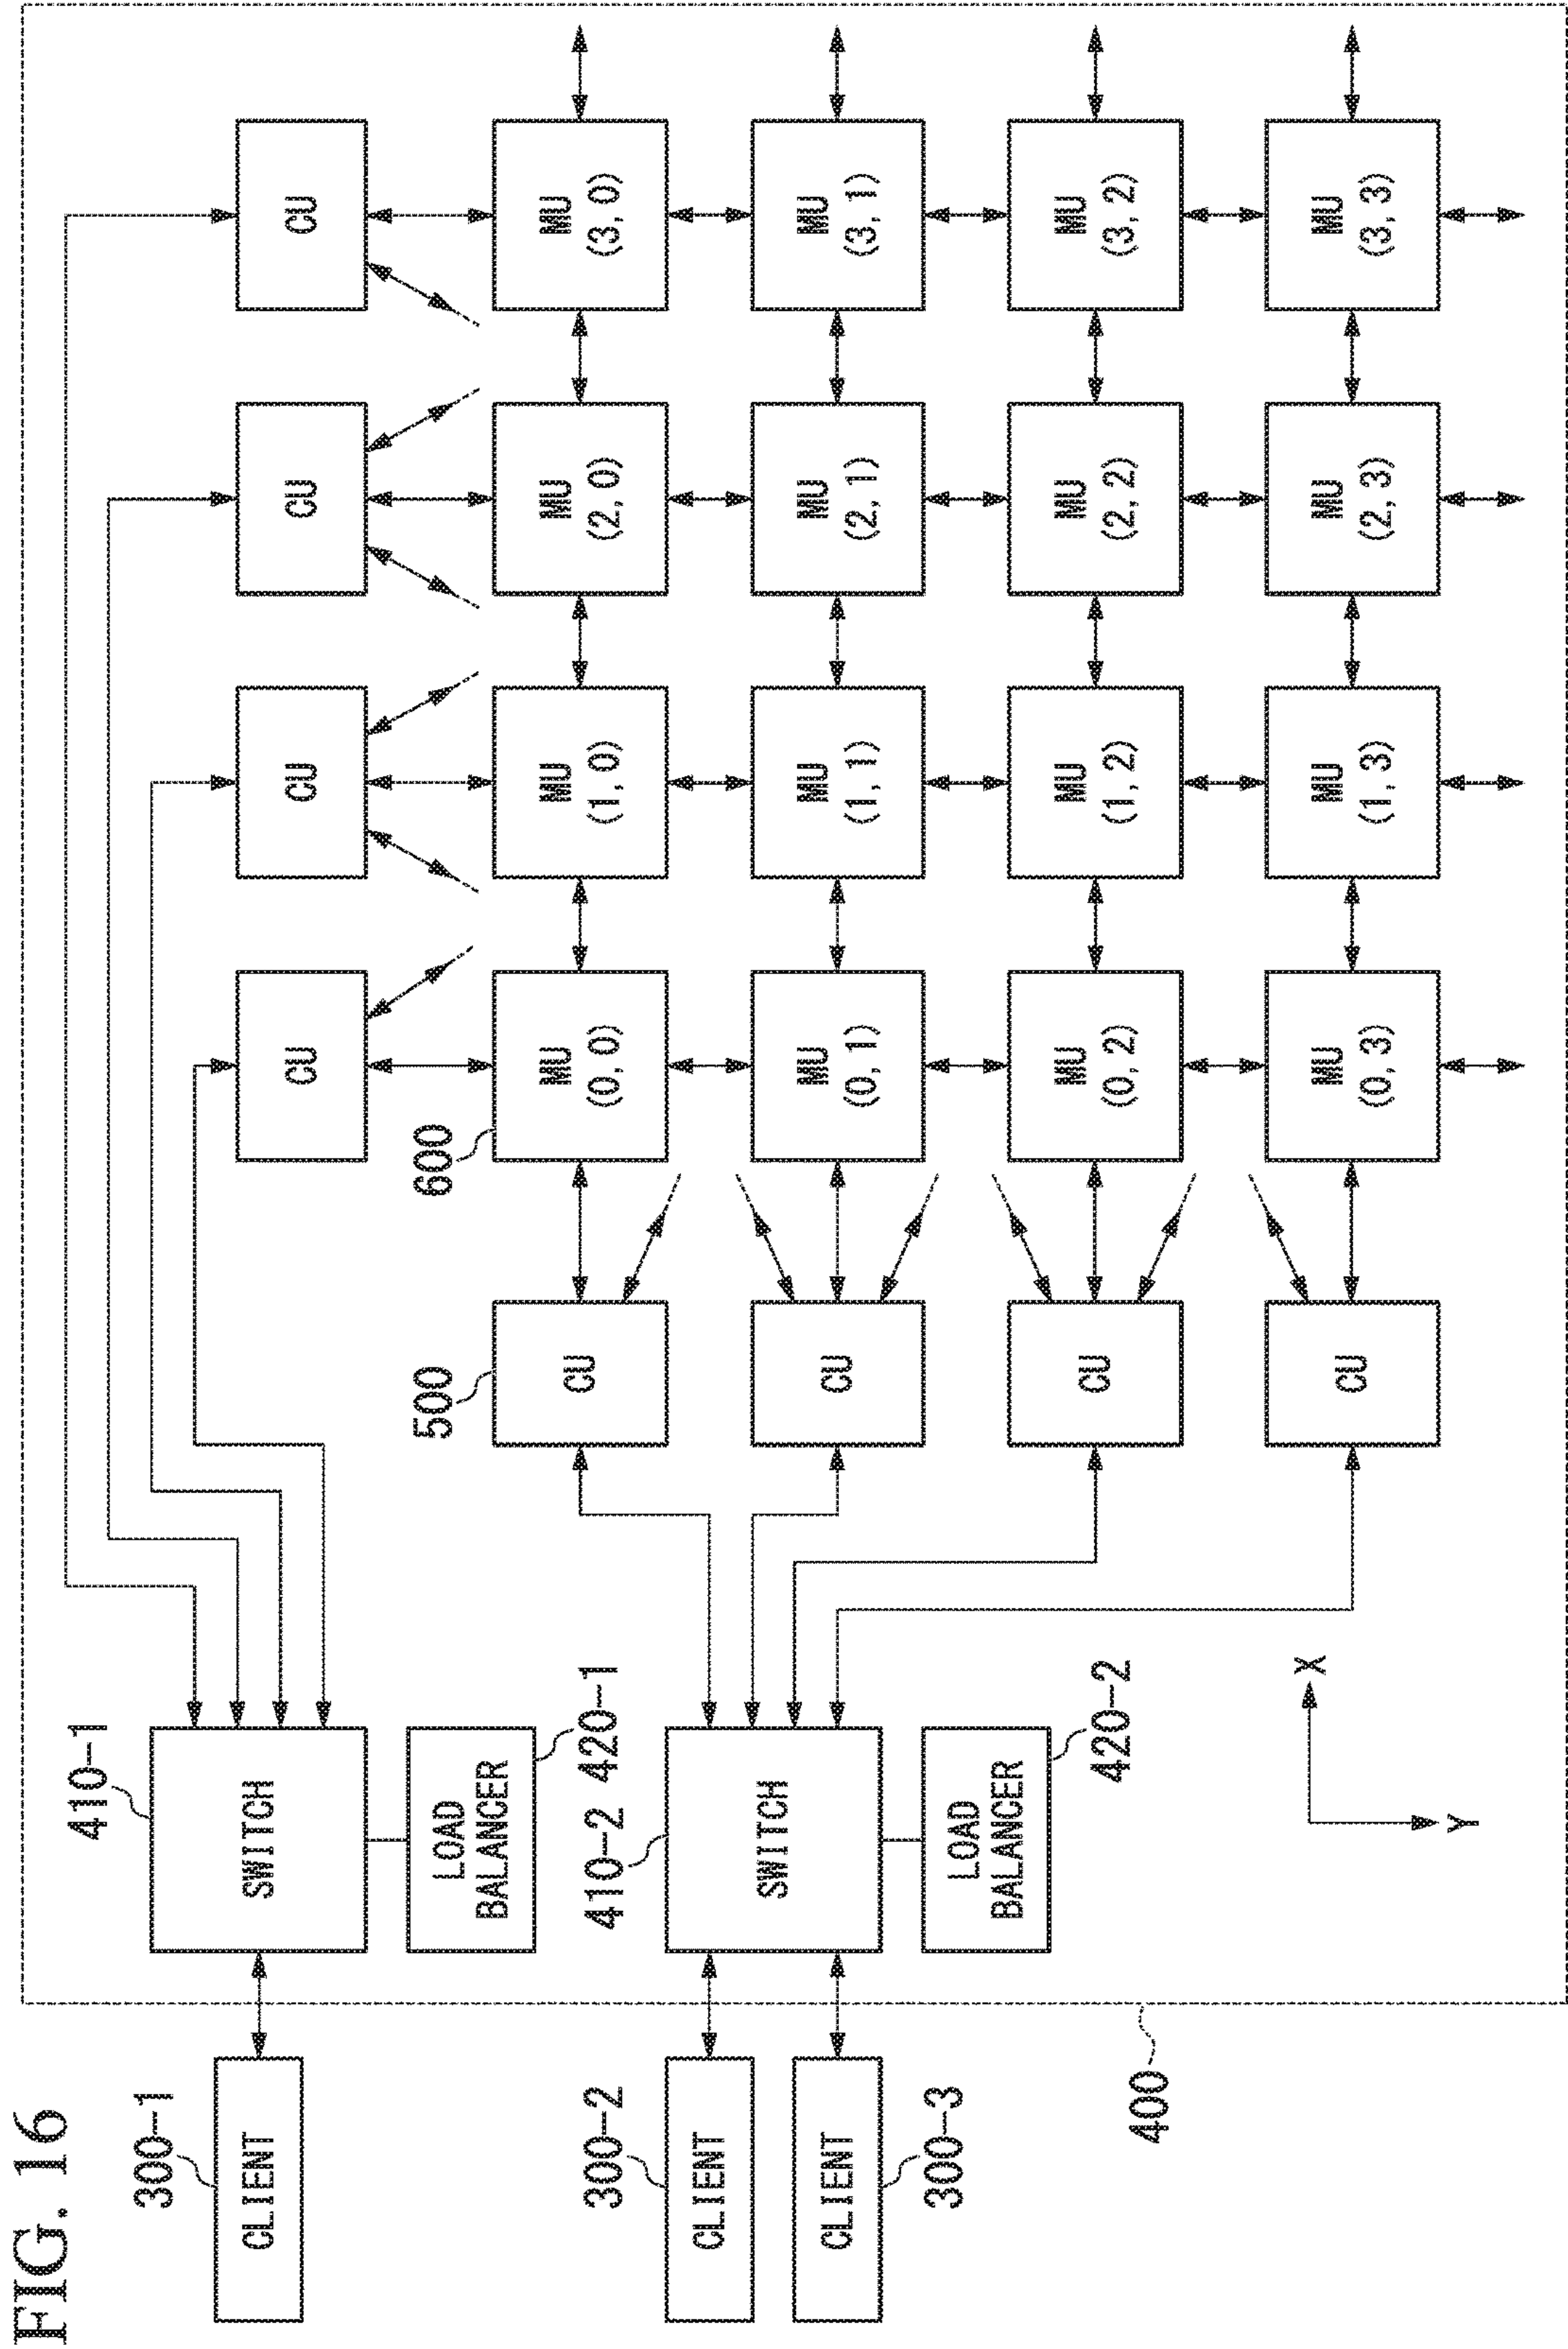 FIG. 16
400
300-1
CLIENT
300-2
CLIENT
CLIENT
300-3
410-1
SWITCH
LOAD
BALANCER
420-1
410-2
SWITCH
LOAD
BALANCER
420-2
X
Y
CU
CU
CU
CU
500
CU
600
MU
(0, 0)
MU
(1, 0)
MU
(2, 0)
MU
(3, 0)
CU
MU
(0, 1)
MU
(1, 1)
MU
(2, 1)
MU
(3, 1)
CU
MU
(0, 2)
MU
(1, 2)
MU
(2, 2)
MU
(3, 2)
CU
MU
(0, 3)
MU
(1, 3)
MU
(2, 3)
MU
(3, 3)